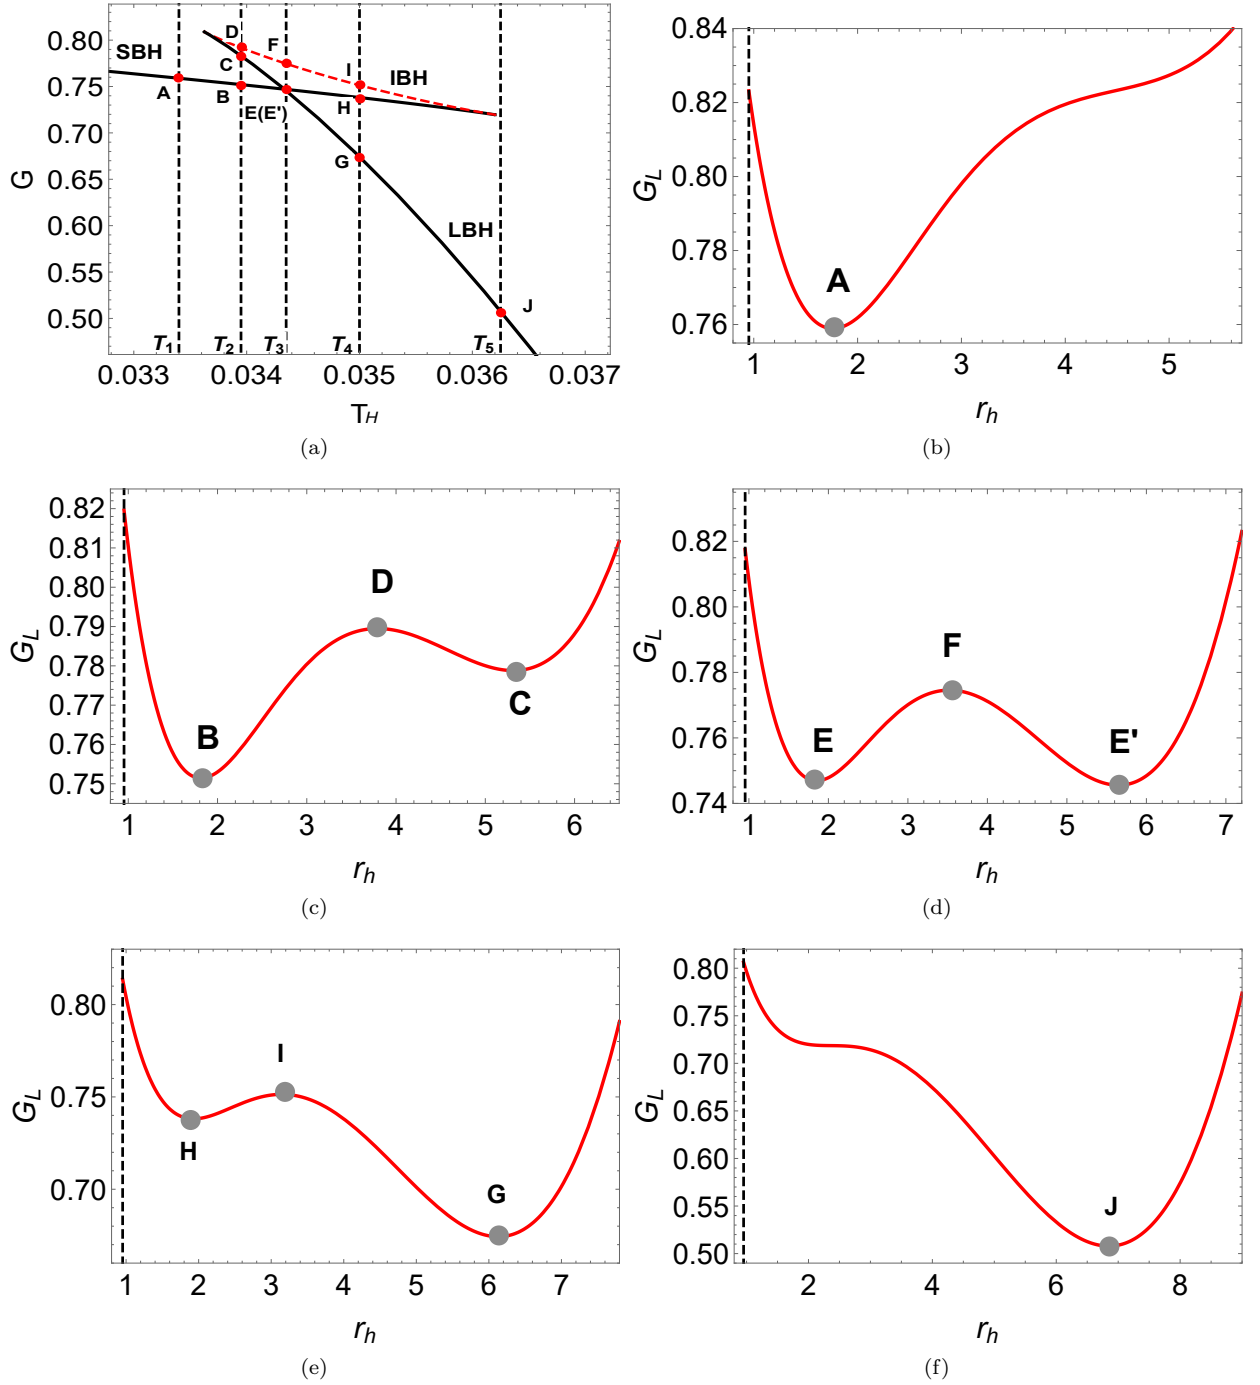 0.80
0.75
0.70
0.65
0.60
0.55
0.50
G
SBH
A
D
C
B
F
E(E')
I
H
IBH
G
LBH
J
T1
T2
T3
T4
T5
0.033 0.034 0.035 0.036 0.037
TH
(a)
0.84
0.82
0.80
0.78
0.76
GL
A
1 2 3 4 5
rh
(b)
0.82
0.81
0.80
0.79
0.78
0.77
0.76
0.75
GL
B
D
C
1 2 3 4 5 6
rh
(c)
0.82
0.80
0.78
0.76
0.74
GL
E
F
E'
1 2 3 4 5 6 7
rh
(d)
0.80
0.75
0.70
GL
H
I
G
1 2 3 4 5 6 7
rh
(e)
0.80
0.75
0.70
0.65
0.60
0.55
0.50
GL
J
2 4 6 8
rh
(f)